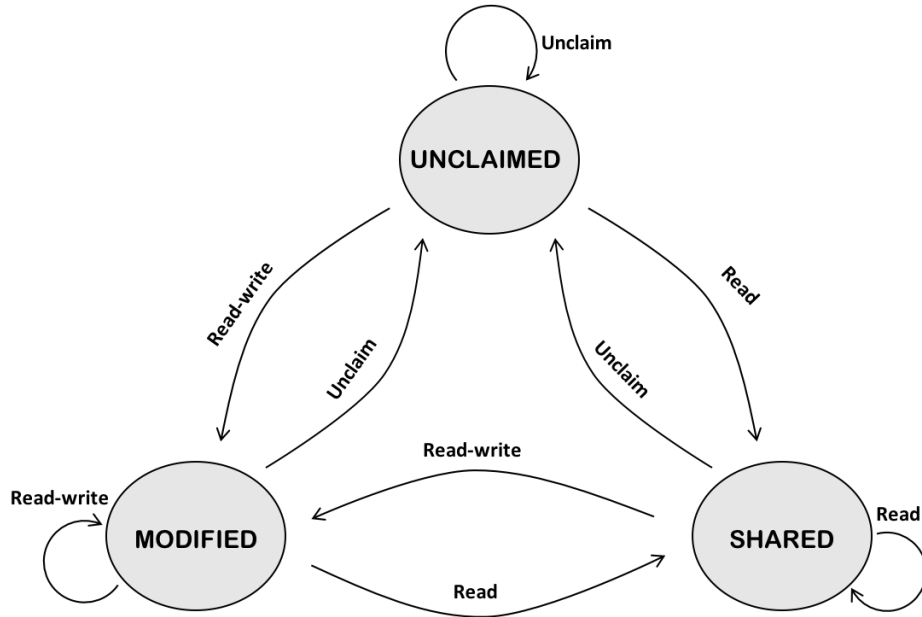 Unclaim
UNCLAIMED
Read-write
Read
Unclaim
Unclaim
Read-write
Read-write
MODIFIED
SHARED
Read
Read